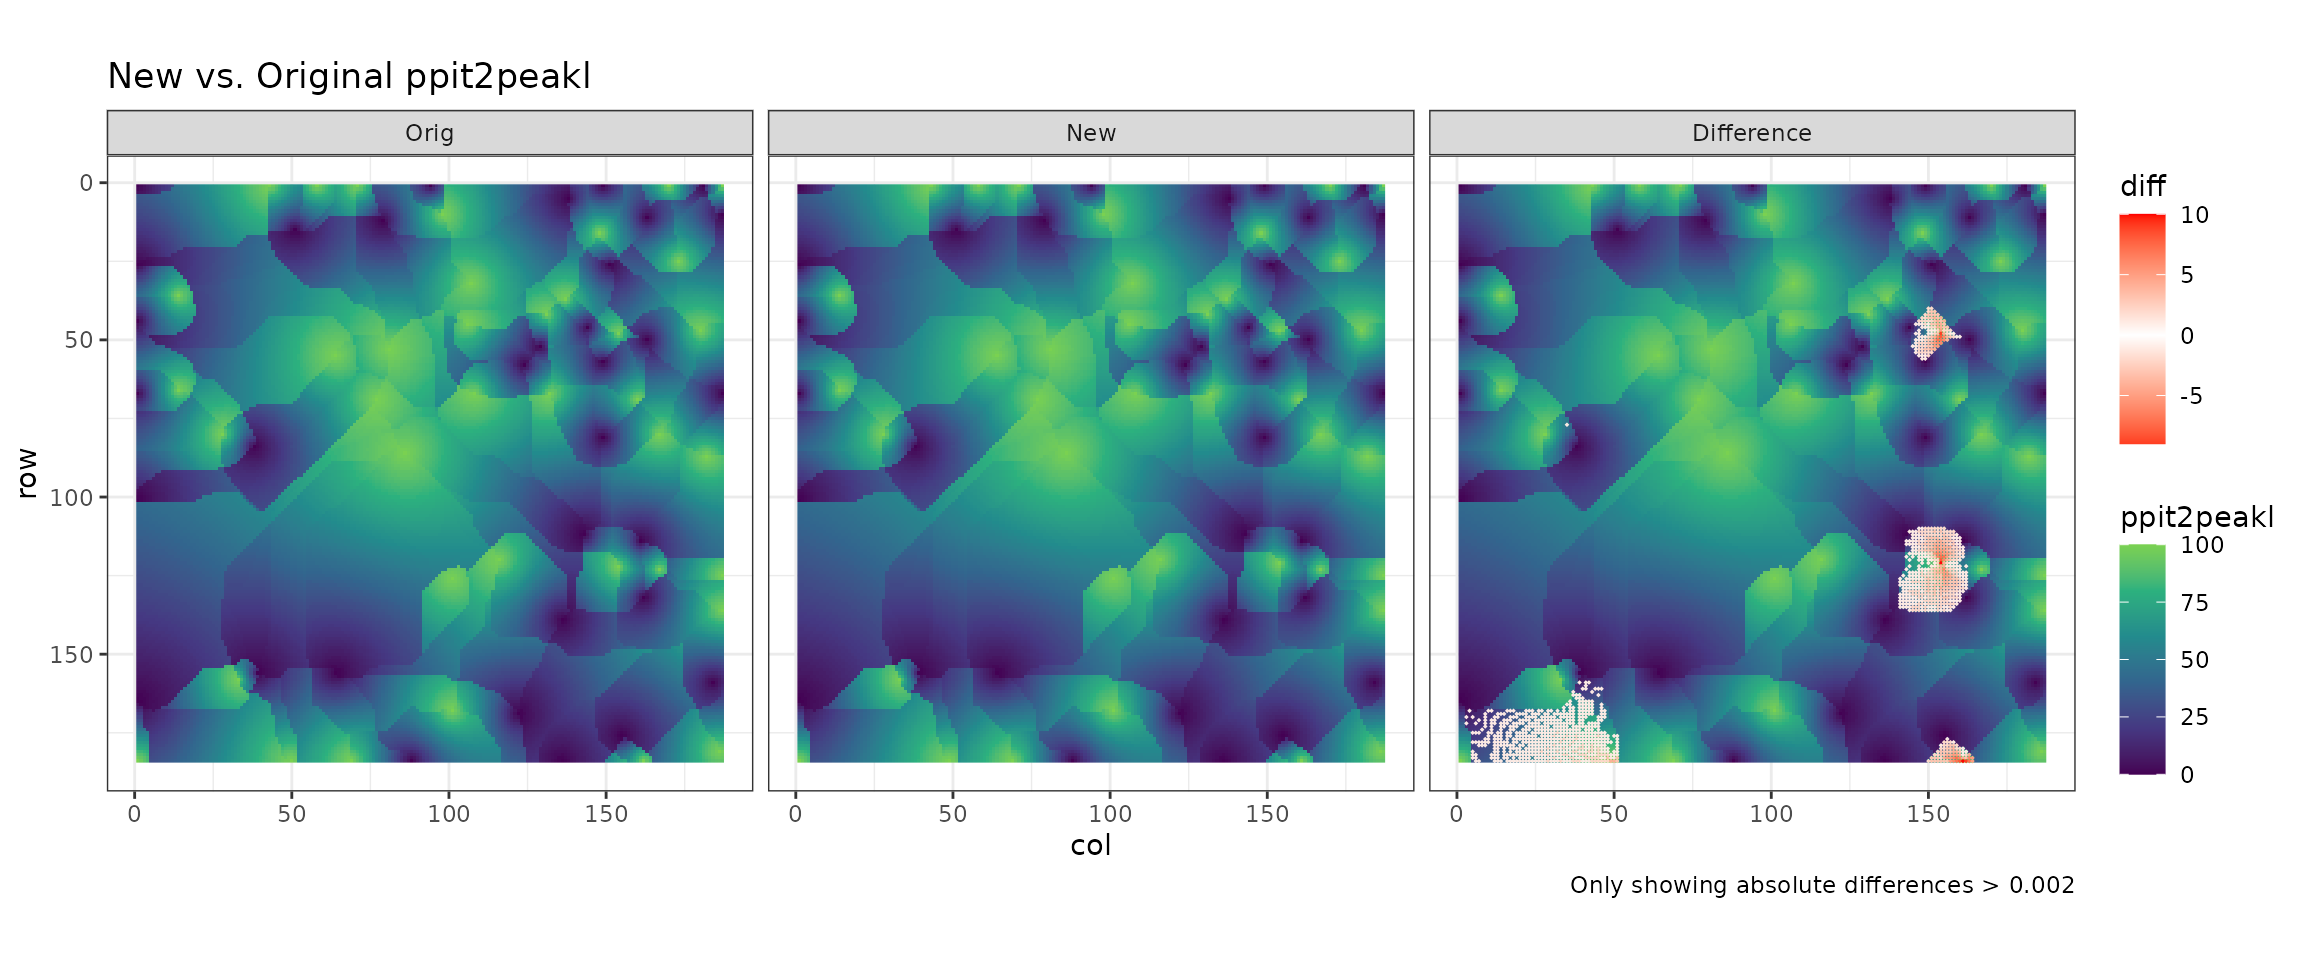 New vs. Original ppit2peakl
Orig
New
Difference
row
0
50
100
150
0 50 100 150
0 50 100 150
0 50 100 150
col
diff
10
5
0
-5
ppit2peakl
100
75
50
25
0
Only showing absolute differences > 0.002